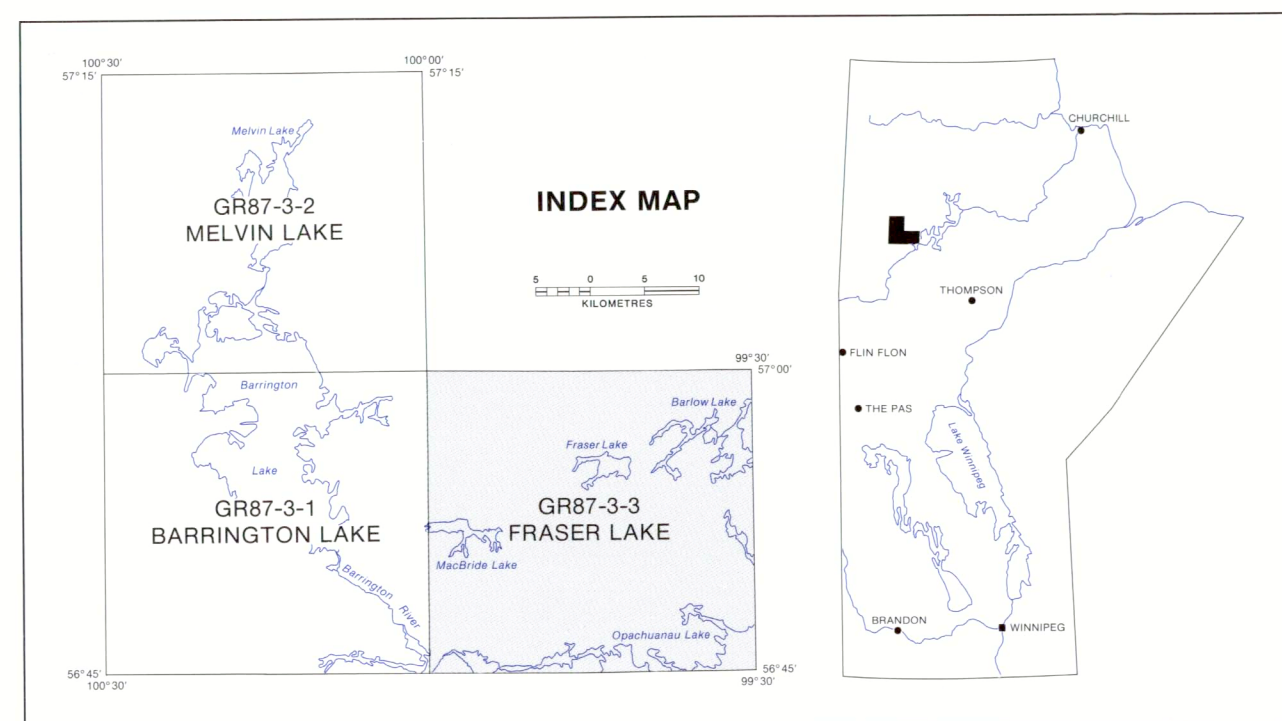 100°30'
57°15'
100°00'
57°15'
Melvin Lake
GR87-3-2
MELVIN LAKE
INDEX MAP
5 0 5 10
KILOMETRES
99°30'
57°00'
Barrington
Lake
GR87-3-1
BARRINGTON LAKE
Barrington River
Barlow Lake
Fraser Lake
GR87-3-3
FRASER LAKE
MacBride Lake
Opachuanau Lake
56°45'
100°30'
56°45'
99°30'
CHURCHILL
THOMPSON
FLIN FLON
THE PAS
Lake Winnipeg
BRANDON
WINNIPEG